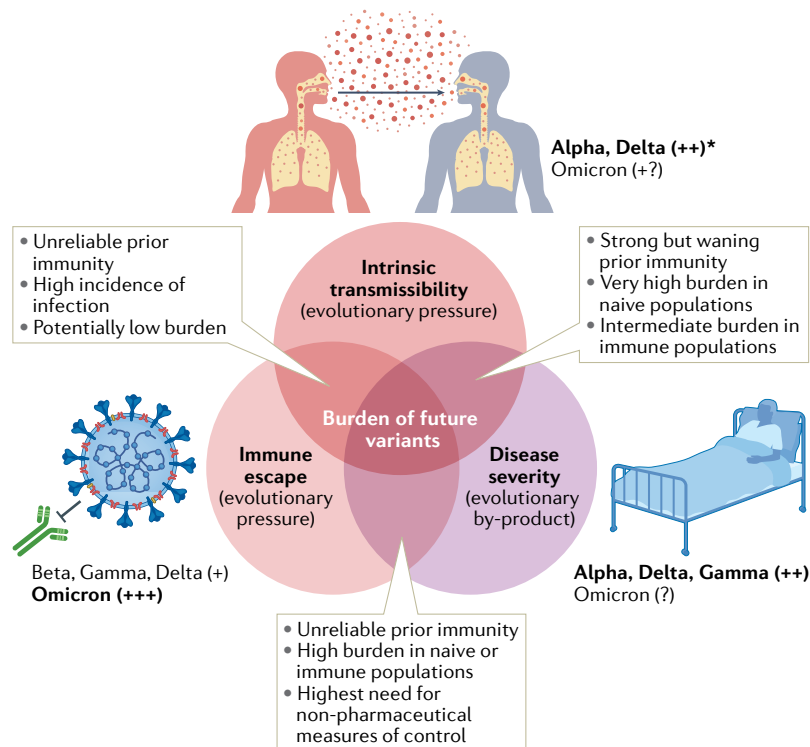 Alpha, Delta (++)*
Omicron (+?)
• Unreliable prior
immunity
• High incidence of
infection
• Potentially low burden
Intrinsic
transmissibility
(evolutionary pressure)
• Strong but waning
prior immunity
• Very high burden in
naive populations
• Intermediate burden in
immune populations
Burden of future
variants
Immune
escape
(evolutionary
pressure)
Disease
severity
(evolutionary
by-product)
Beta, Gamma, Delta (+)
Omicron (+++)
Alpha, Delta, Gamma (++)
Omicron (?)
• Unreliable prior immunity
• High burden in naive or
immune populations
• Highest need for
non-pharmaceutical
measures of control